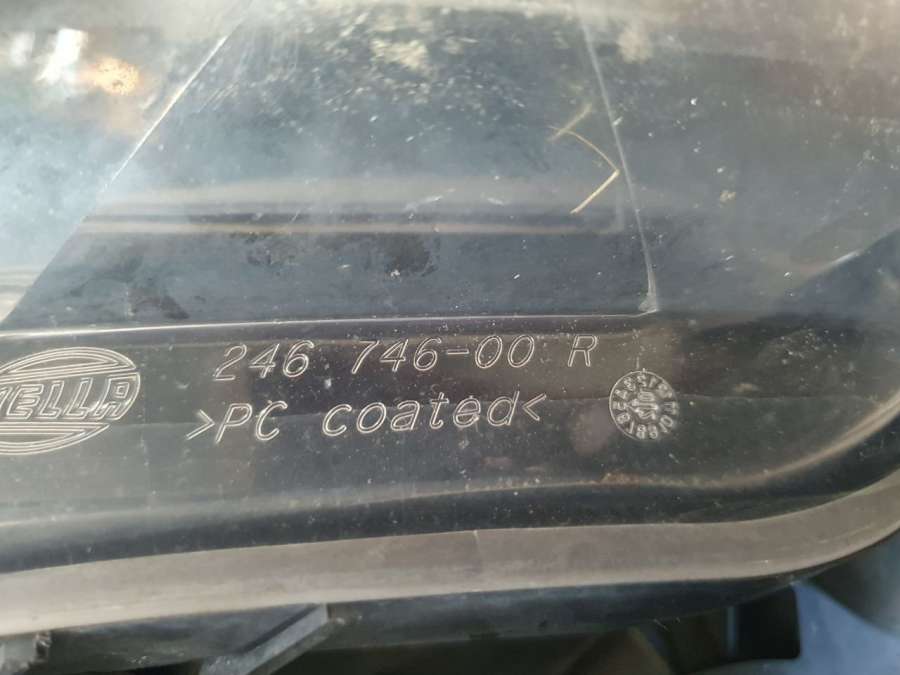 HELLA
246 746-00 R
>PC coated<